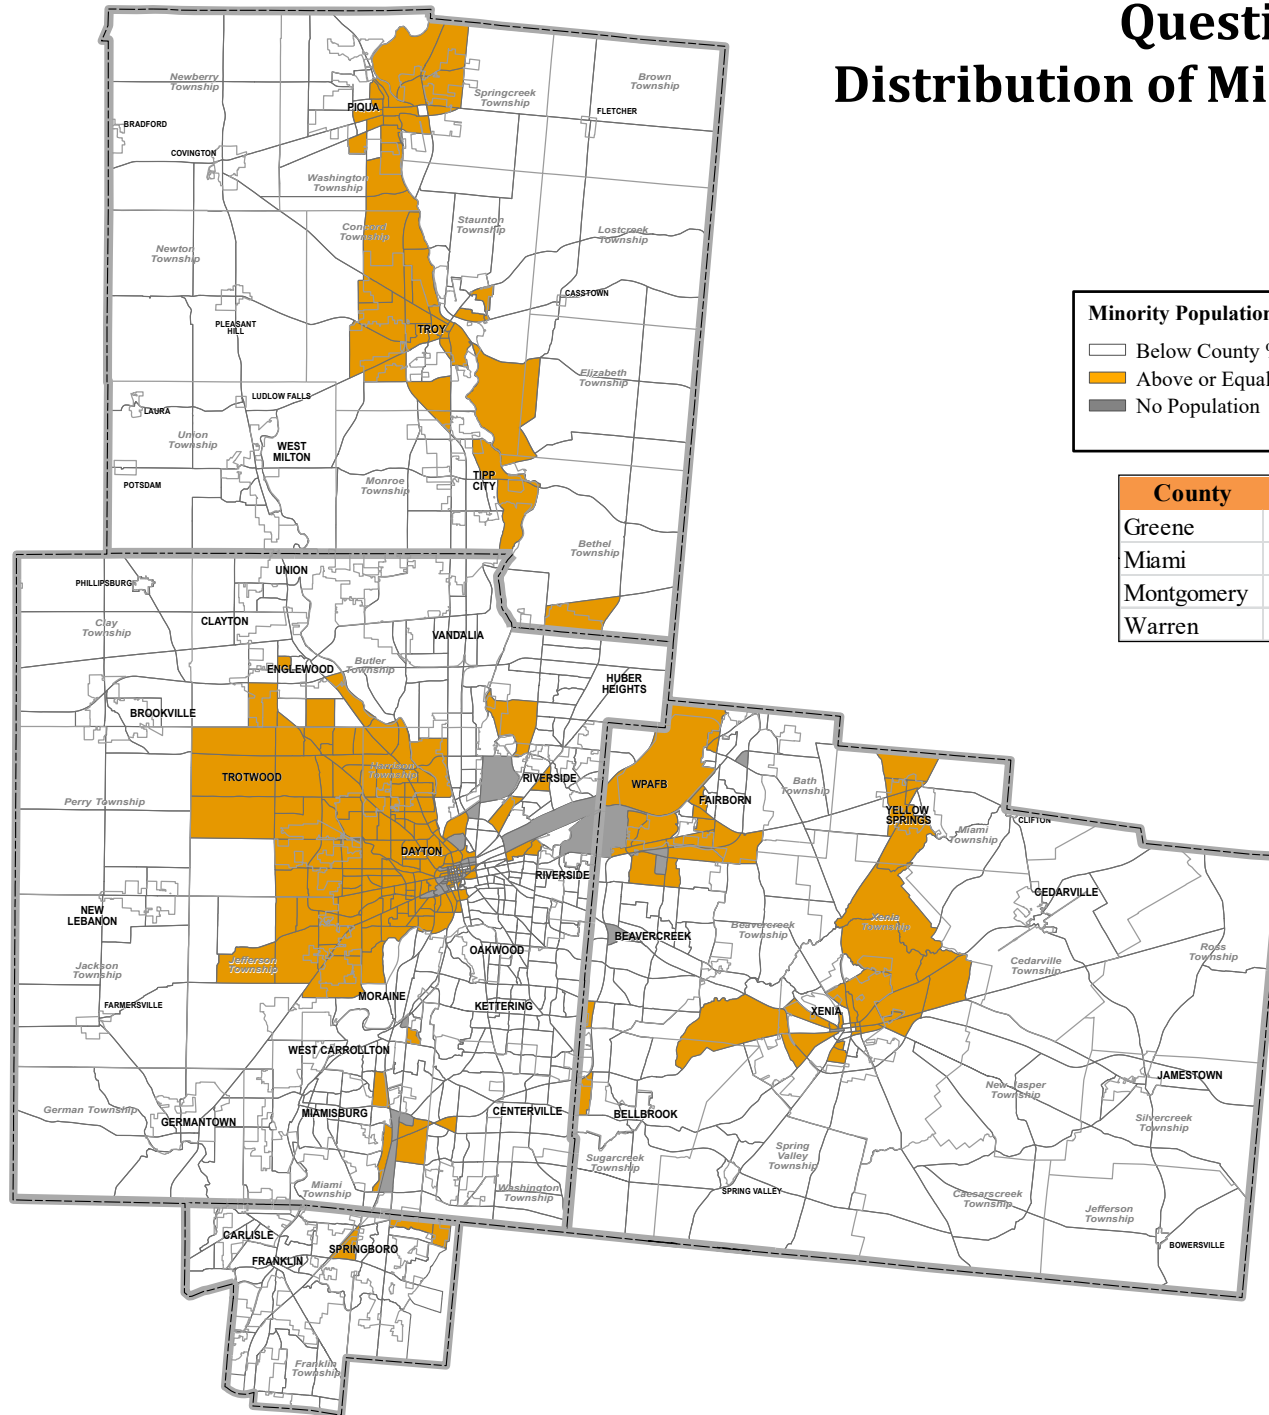 Questi
Distribution of Mi
Minority Population
Below County %
Above or Equal
No Population
County
Greene
Miami
Montgomery
Warren
Newberry
Township
Brown
Township
Springcreek
Township
PIQUA
FLETCHER
BRADFORD
COVINGTON
Washington
Township
Concord
Township
Staunton
Township
Lostcreek
Township
Newton
Township
CASSTOWN
PLEASANT
HILL
TROY
Elizabeth
Township
LUDLOW FALLS
LAURA
Union
Township
WEST
MILTON
POTSDAM
Monroe
Township
TIPP
CITY
Bethel
Township
UNION
PHILLIPSBURG
Clay
Township
CLAYTON
VANDALIA
ENGLEWOOD
Butler
Township
HUBER
HEIGHTS
BROOKVILLE
TROTWOOD
Harrison
Township
RIVERSIDE
WPAFB
FAIRBORN
Bath
Township
Perry Township
YELLOW
SPRINGS
Miami
Township
CLIFTON
DAYTON
RIVERSIDE
CEDARVILLE
NEW
LEBANON
Xenia
Township
OAKWOOD
BEAVERCREEK
Beavercreek
Township
Ross
Township
Jackson
Township
Jefferson
Township
Cedarville
Township
MORAINE
FARMERSVILLE
KETTERING
XENIA
WEST CARROLLTON
JAMESTOWN
New Jasper
Township
German Township
GERMANTOWN
MIAMISBURG
CENTERVILLE
BELLBROOK
Silvercreek
Township
Sugarcreek
Township
Spring
Valley
Township
Miami
Township
Washington
Township
SPRING VALLEY
Caesarscreek
Township
Jefferson
Township
CARLISLE
SPRINGBORO
FRANKLIN
BOWERSVILLE
Franklin
Township